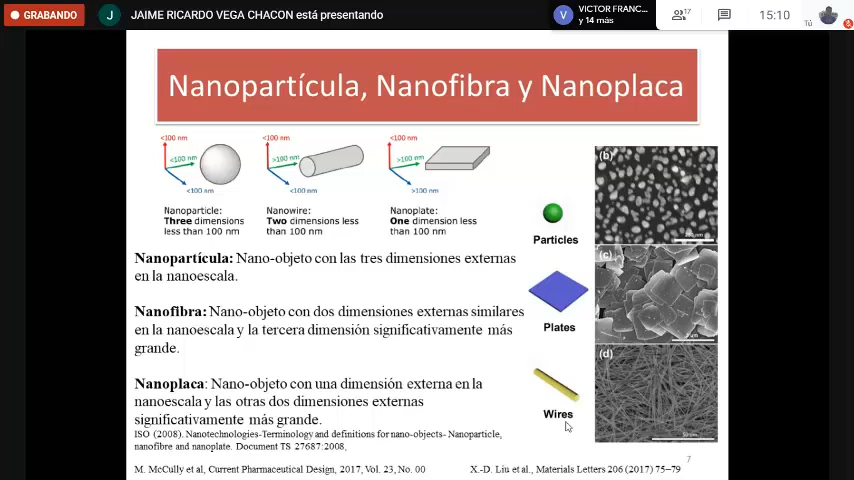 GRABANDO
J
JAIME RICARDO VEGA CHACON está presentando
V
VICTOR FRANC...
y 14 más
17
15:10
Tú
Nanopartícula, Nanofibra y Nanoplaca
<100 nm
<100 nm
<100 nm
<100 nm
>100 nm
<100 nm
<100 nm
>100 nm
>100 nm
Nanoparticle:
Three dimensions
less than 100 nm
Nanowire:
Two dimensions less
than 100 nm
Nanoplate:
One dimension less
than 100 nm
(b)
Particles
(c)
Plates
(d)
Wires
Nanopartícula: Nano-objeto con las tres dimensiones externas
en la nanoescala.
Nanofibra: Nano-objeto con dos dimensiones externas similares
en la nanoescala y la tercera dimensión significativamente más
grande.
Nanoplaca: Nano-objeto con una dimensión externa en la
nanoescala y las otras dos dimensiones externas
significativamente más grande.
ISO (2008). Nanotechnologies-Terminology and definitions for nano-objects- Nanoparticle,
nanofibre and nanoplate. Document TS 27687:2008,
M. McCully et al, Current Pharmaceutical Design, 2017, Vol. 23, No. 00
X.-D. Liu et al., Materials Letters 206 (2017) 75–79
7